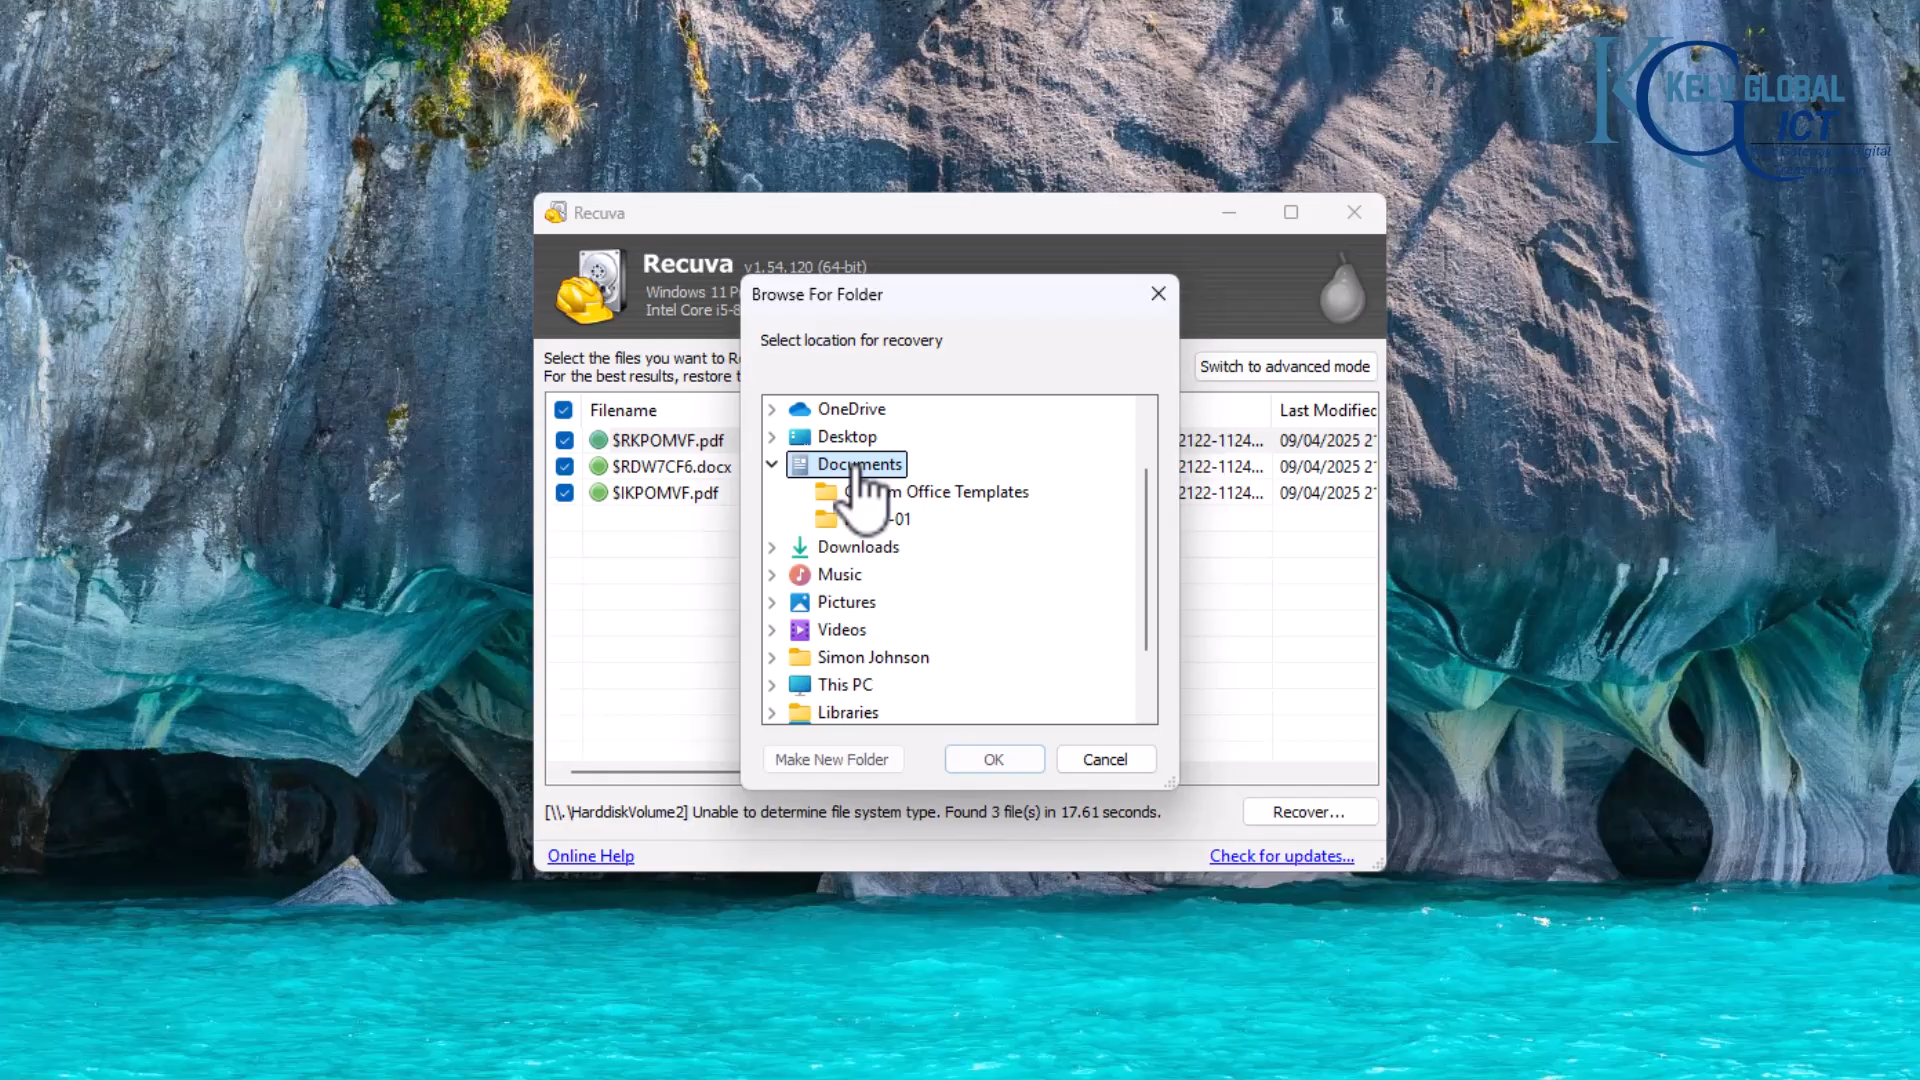 KELV GLOBAL
ICT
Recuva
Recuva v1.54.120 (64-bit)
Windows 11 P
Intel Core i5-8
Browse For Folder
Select location for recovery
Select the files you want to R
For the best results, restore t
Switch to advanced mode
Filename
Last Modified
$RKPOMVF.pdf
2122-1124...
09/04/2025 2
$RDW7CF6.docx
2122-1124...
09/04/2025 2
$IKPOMVF.pdf
2122-1124...
09/04/2025 2
OneDrive
Desktop
Documents
Office Templates
-01
Downloads
Music
Pictures
Videos
Simon Johnson
This PC
Libraries
Make New Folder
OK
Cancel
[\\.\HarddiskVolume2] Unable to determine file system type. Found 3 file(s) in 17.61 seconds.
Recover...
Online Help
Check for updates...